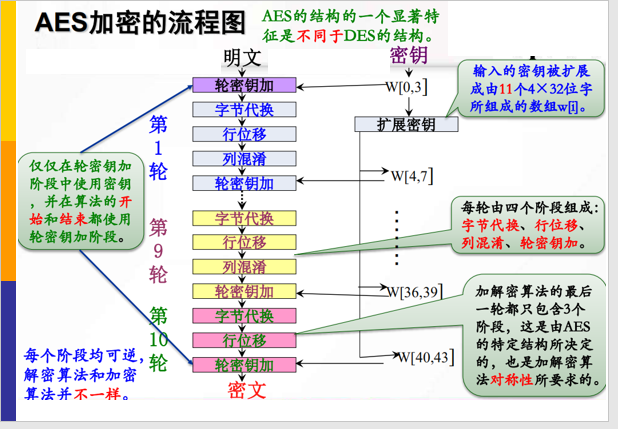 AES加密的流程图
AES的结构的一个显著特
征是不同于DES的结构。
明文
密钥
轮密钥加
W[0,3]
输入的密钥被扩展
成由11个4×32位字
所组成的数组w[i]。
扩展密钥
第1轮
字节代换
行位移
列混淆
轮密钥加
W[4,7]
仅仅在轮密钥加
阶段中使用密钥
，并在算法的开
始和结束都使用
轮密钥加阶段。
第9轮
字节代换
行位移
列混淆
轮密钥加
W[36,39]
每轮由四个阶段组成:
字节代换、行位移、
列混淆、轮密钥加。
第10轮
字节代换
行位移
轮密钥加
W[40,43]
密文
加解密算法的最后
一轮都只包含3个
阶段，这是由AES
的特定结构所决定
的，也是加解密算
法对称性所要求的。
每个阶段均可逆,
解密算法和加密
算法并不一样。